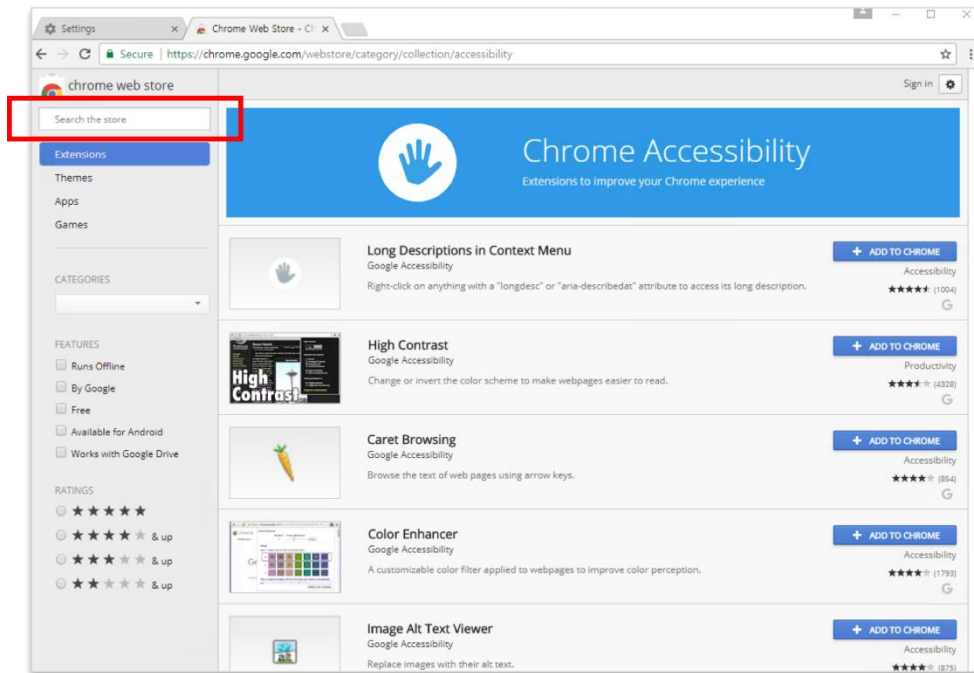 Settings
Chrome Web Store - Ch
Secure | https://chrome.google.com/webstore/category/collection/accessibility
chrome web store
Sign in
Search the store
Extensions
Themes
Apps
Games
CATEGORIES
FEATURES
Runs Offline
By Google
Free
Available for Android
Works with Google Drive
RATINGS
& up
& up
& up
Chrome Accessibility
Extensions to improve your Chrome experience
Long Descriptions in Context Menu
Google Accessibility
Right-click on anything with a "longdesc" or "aria-describedat" attribute to access its long description.
+ ADD TO CHROME
Accessibility
(1004)
G
High Contrast...
High Contrast
Google Accessibility
Change or invert the color scheme to make webpages easier to read.
+ ADD TO CHROME
Productivity
(4328)
G
Caret Browsing
Google Accessibility
Browse the text of web pages using arrow keys.
+ ADD TO CHROME
Accessibility
(854)
G
Color Enhancer
Google Accessibility
A customizable color filter applied to webpages to improve color perception.
+ ADD TO CHROME
Accessibility
(1793)
G
Image Alt Text Viewer
Google Accessibility
Replace images with their alt text.
+ ADD TO CHROME
Accessibility
(875)